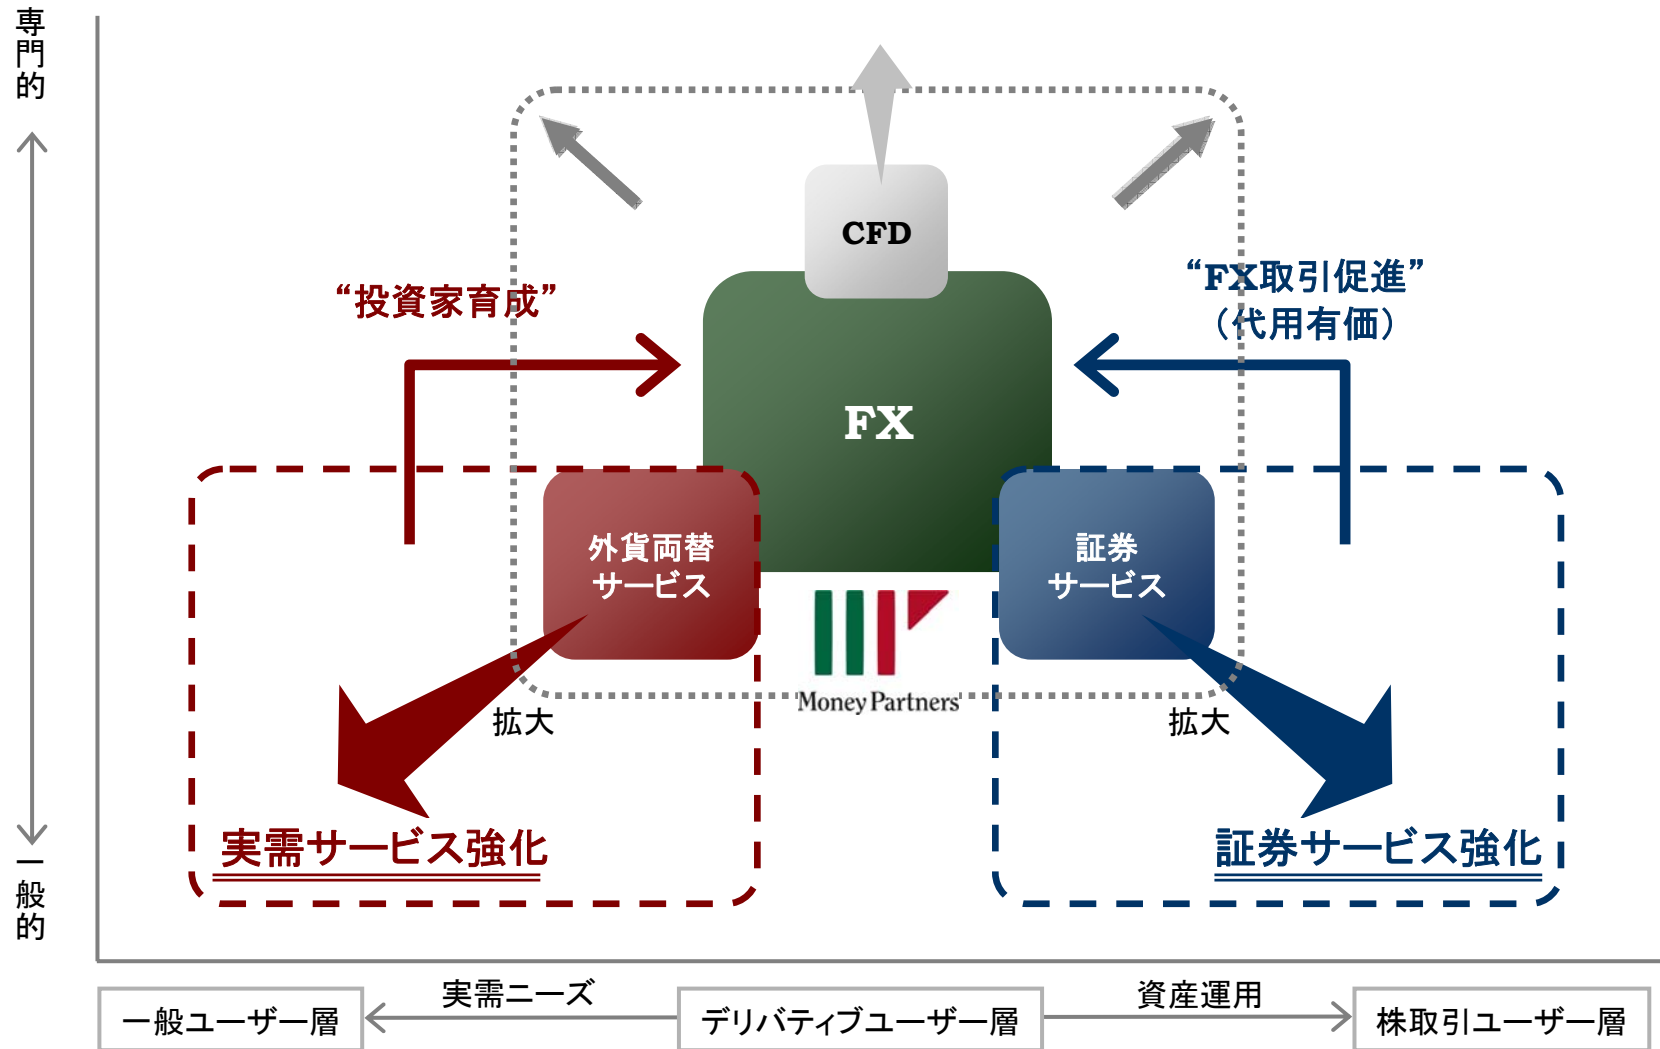 専門的
CFD
“投資家育成”
“FX取引促進”
（代用有価）
FX
外貨両替
サービス
証券
サービス
Money Partners
拡大
拡大
実需サービス強化
証券サービス強化
一般的
実需ニーズ
資産運用
一般ユーザー層
デリバティブユーザー層
株取引ユーザー層